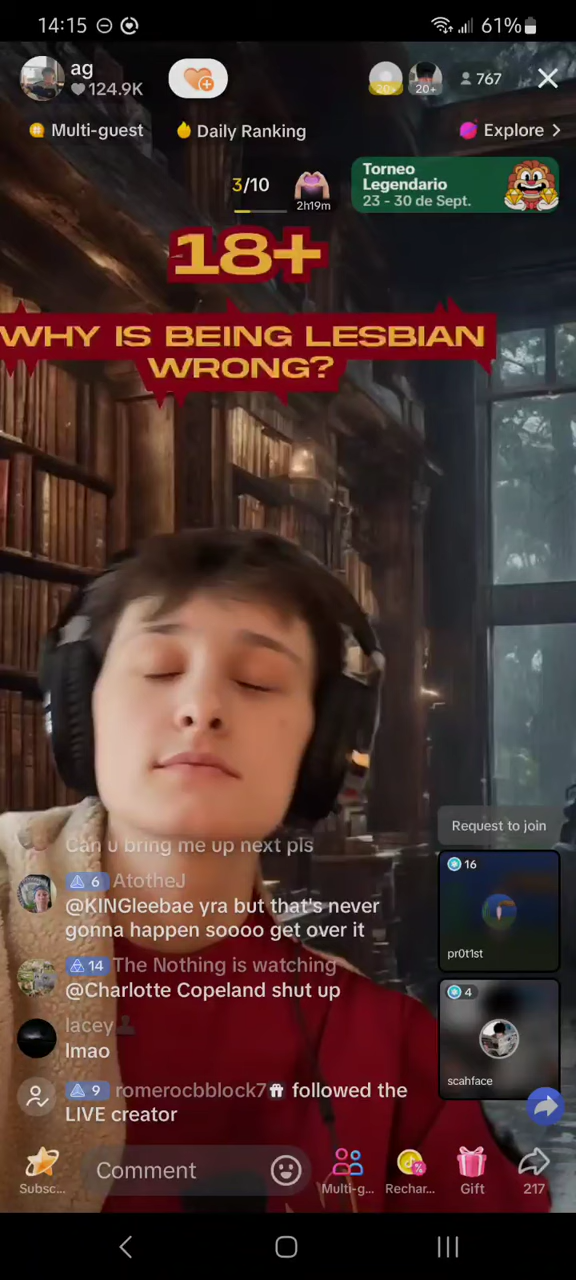 14:15
61%
ag
124.9K
20+
20+
767
Multi-guest
Daily Ranking
Explore >
3/10
2h19m
Torneo
Legendario
23 - 30 de Sept.
18+
WHY IS BEING LESBIAN
WRONG?
Request to join
Can u bring me up next pls
16
6 AtotheJ
@KINGleebae yra but that's never
gonna happen soooo get over it
pr0t1st
14 The Nothing is watching
@Charlotte Copeland shut up
4
lacey
lmao
scahface
9 romerocbblock7 followed the
LIVE creator
Comment
Subsc...
Multi-g...
Rechar...
Gift
217